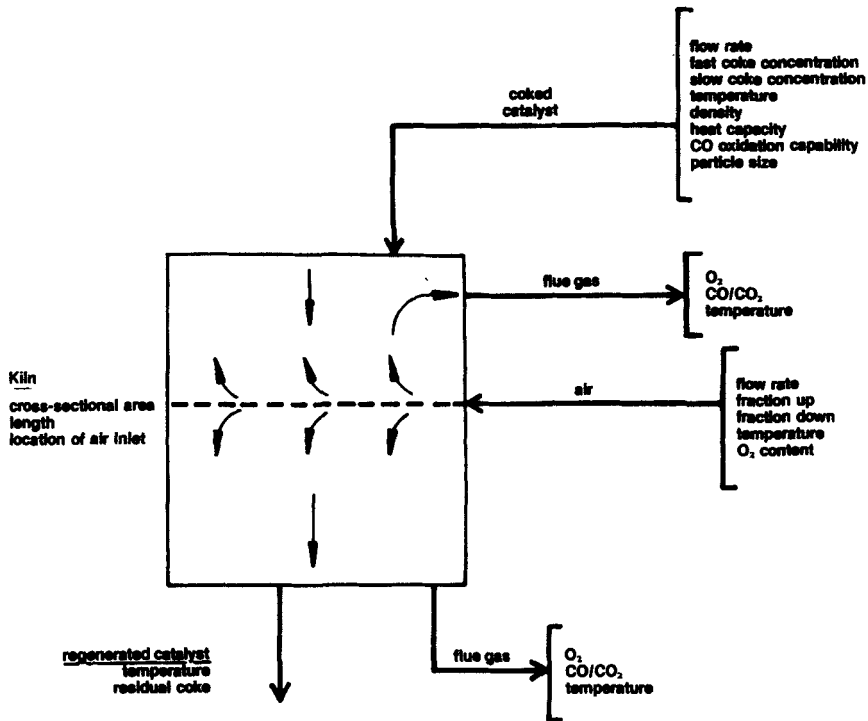 flow rate
fast coke concentration
slow coke concentration
temperature
density
heat capacity
CO oxidation capability
particle size
coked
catalyst
flue gas
O₂
CO/CO₂
temperature
Kiln
cross-sectional area
length
location of air inlet
air
flow rate
fraction up
fraction down
temperature
O₂ content
regenerated catalyst
temperature
residual coke
flue gas
O₂
CO/CO₂
temperature